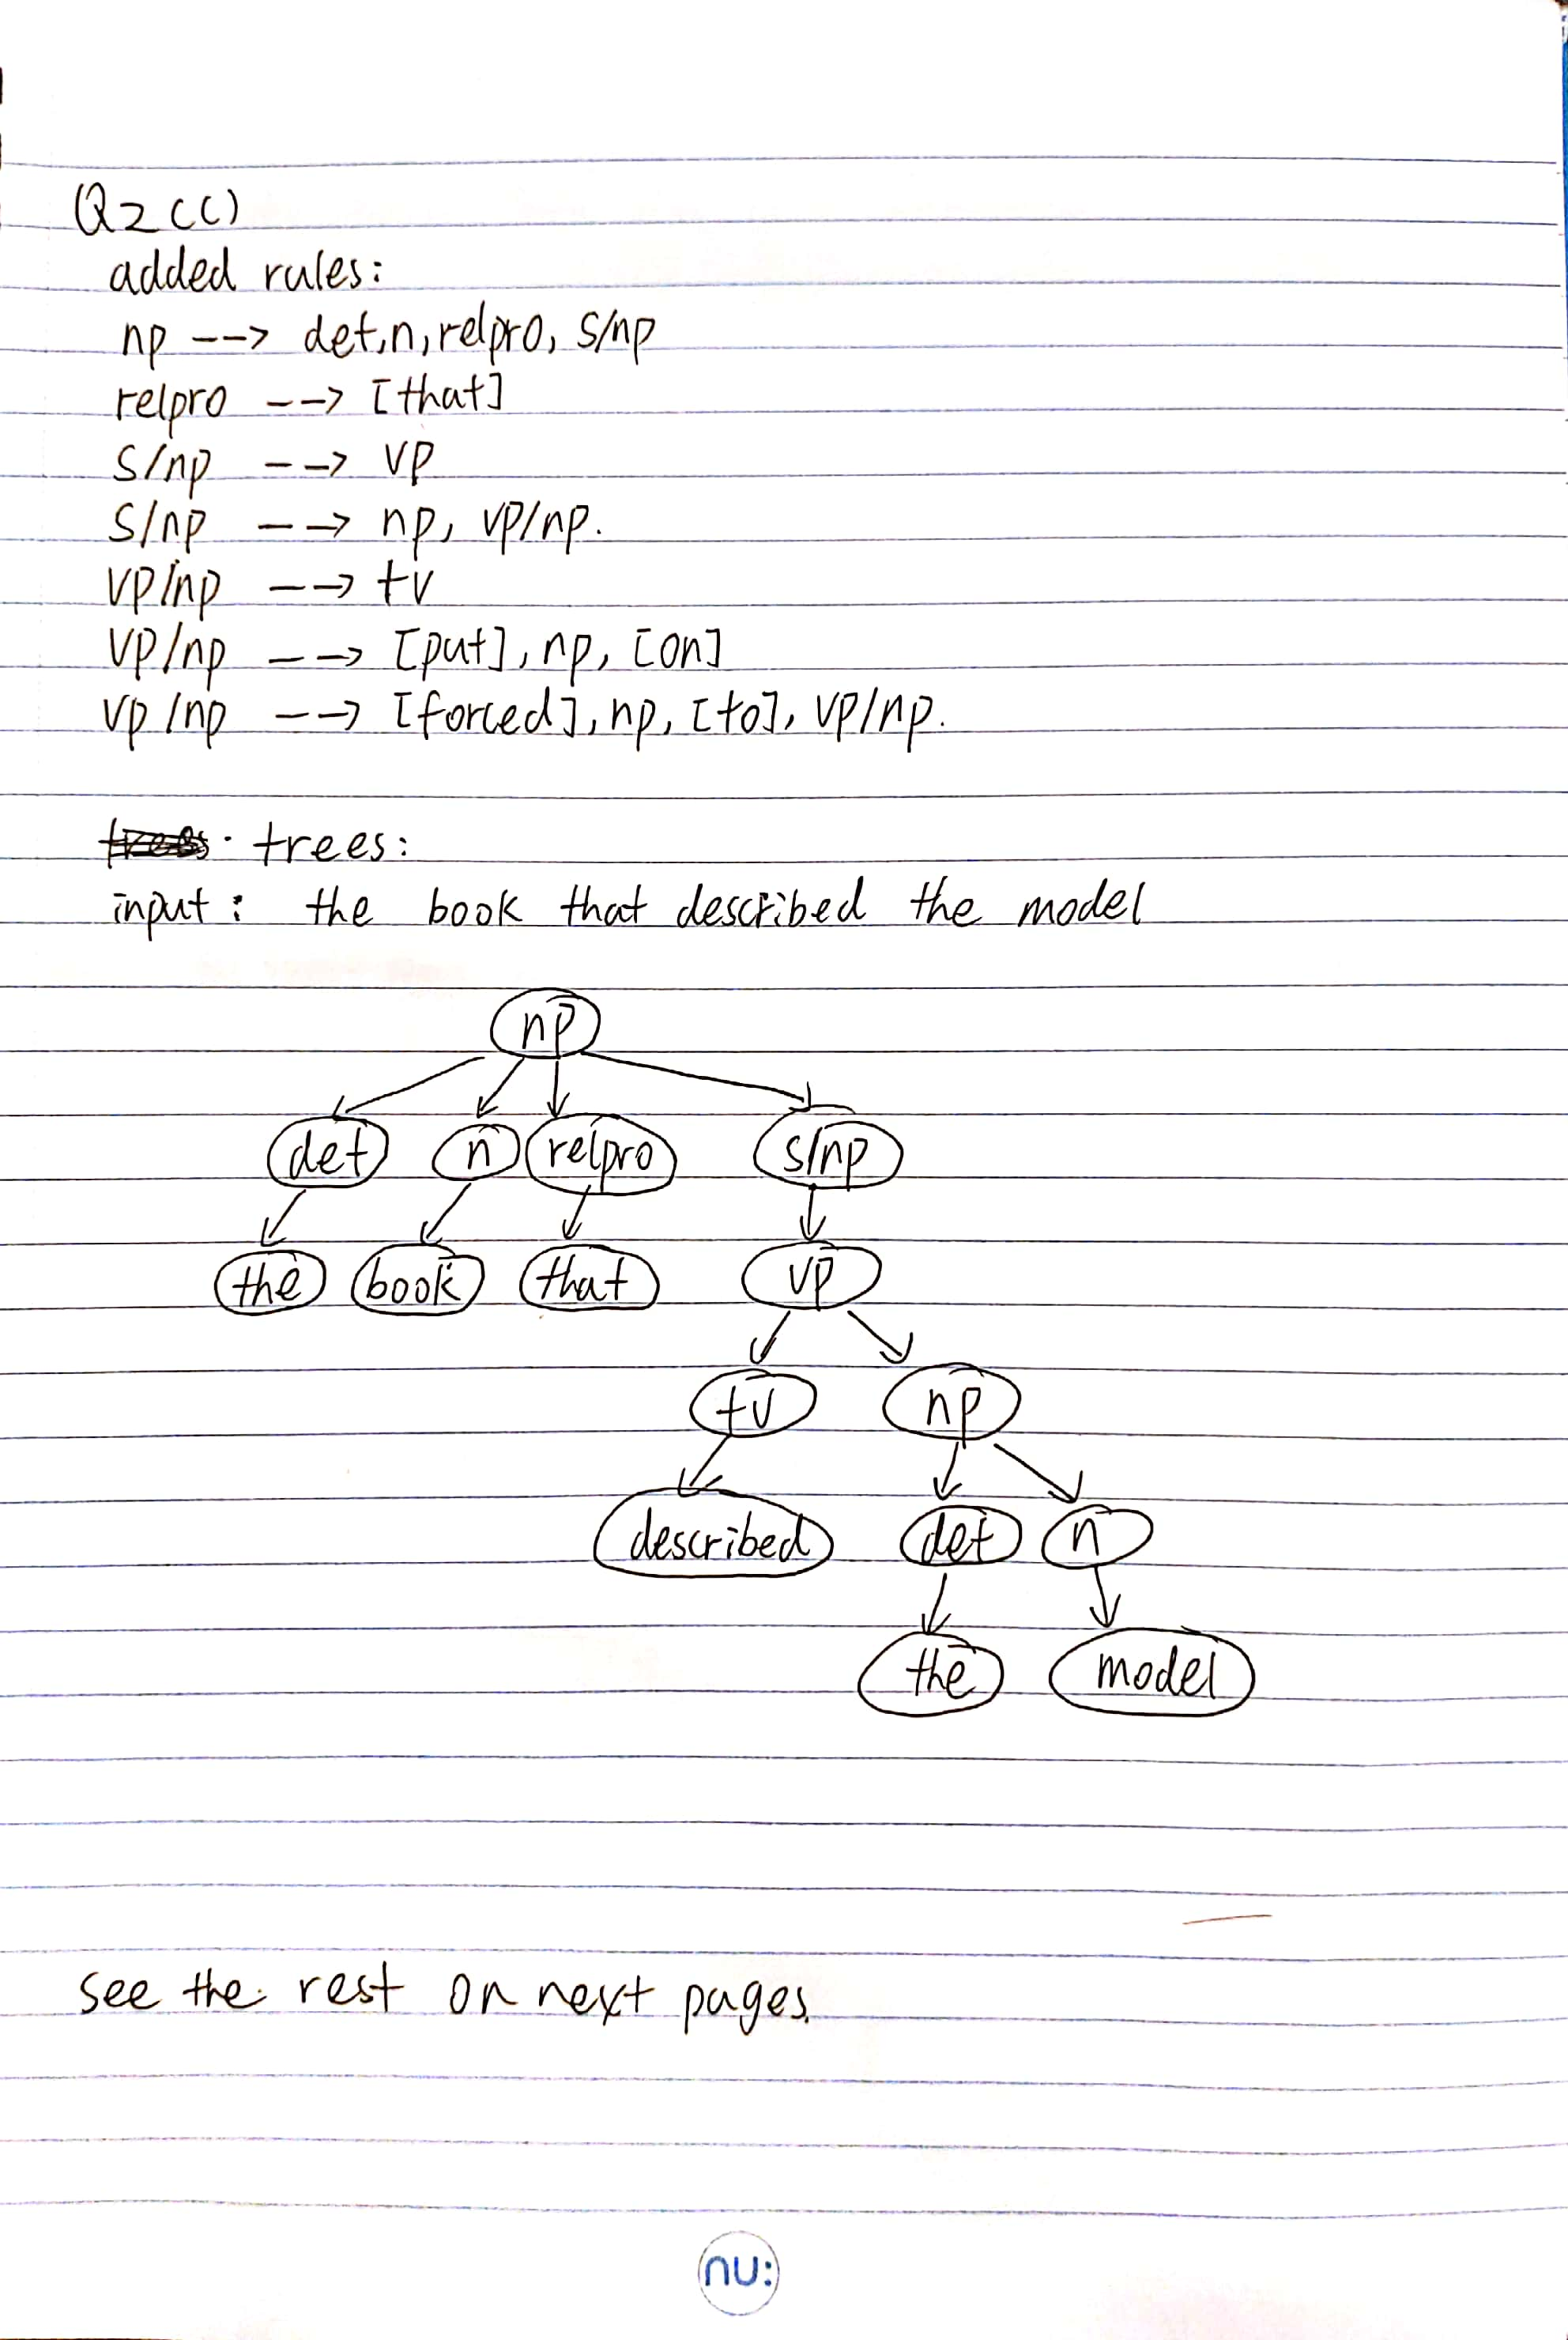 Q2 (c)
added rules:
np --> det, n, relpro, s/np
relpro --> [that]
s/np --> vp
s/np --> np, vp/np.
vp/np --> tv
vp/np --> [put], np, [on]
vp/np --> [forced], np, [to], vp/np.
trees:
input: the book that described the model
np
det n relpro s/np
the book that vp
tv np
described det n
the model
see the rest on next pages.
nu: